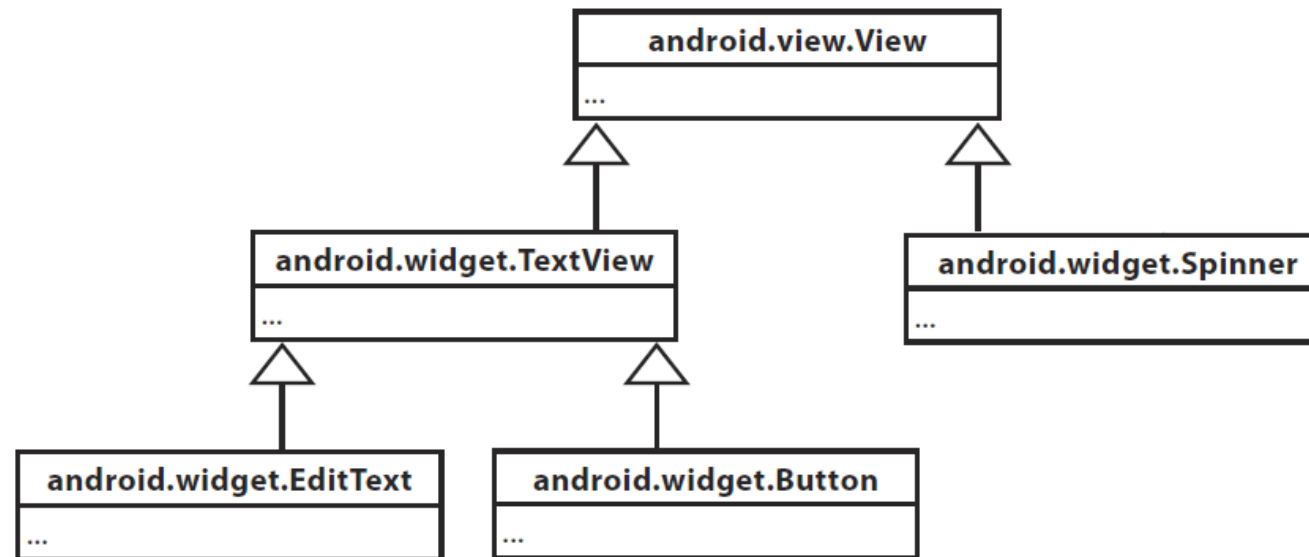 android.view.View
...
android.widget.TextView
...
android.widget.Spinner
...
android.widget.EditText
...
android.widget.Button
...